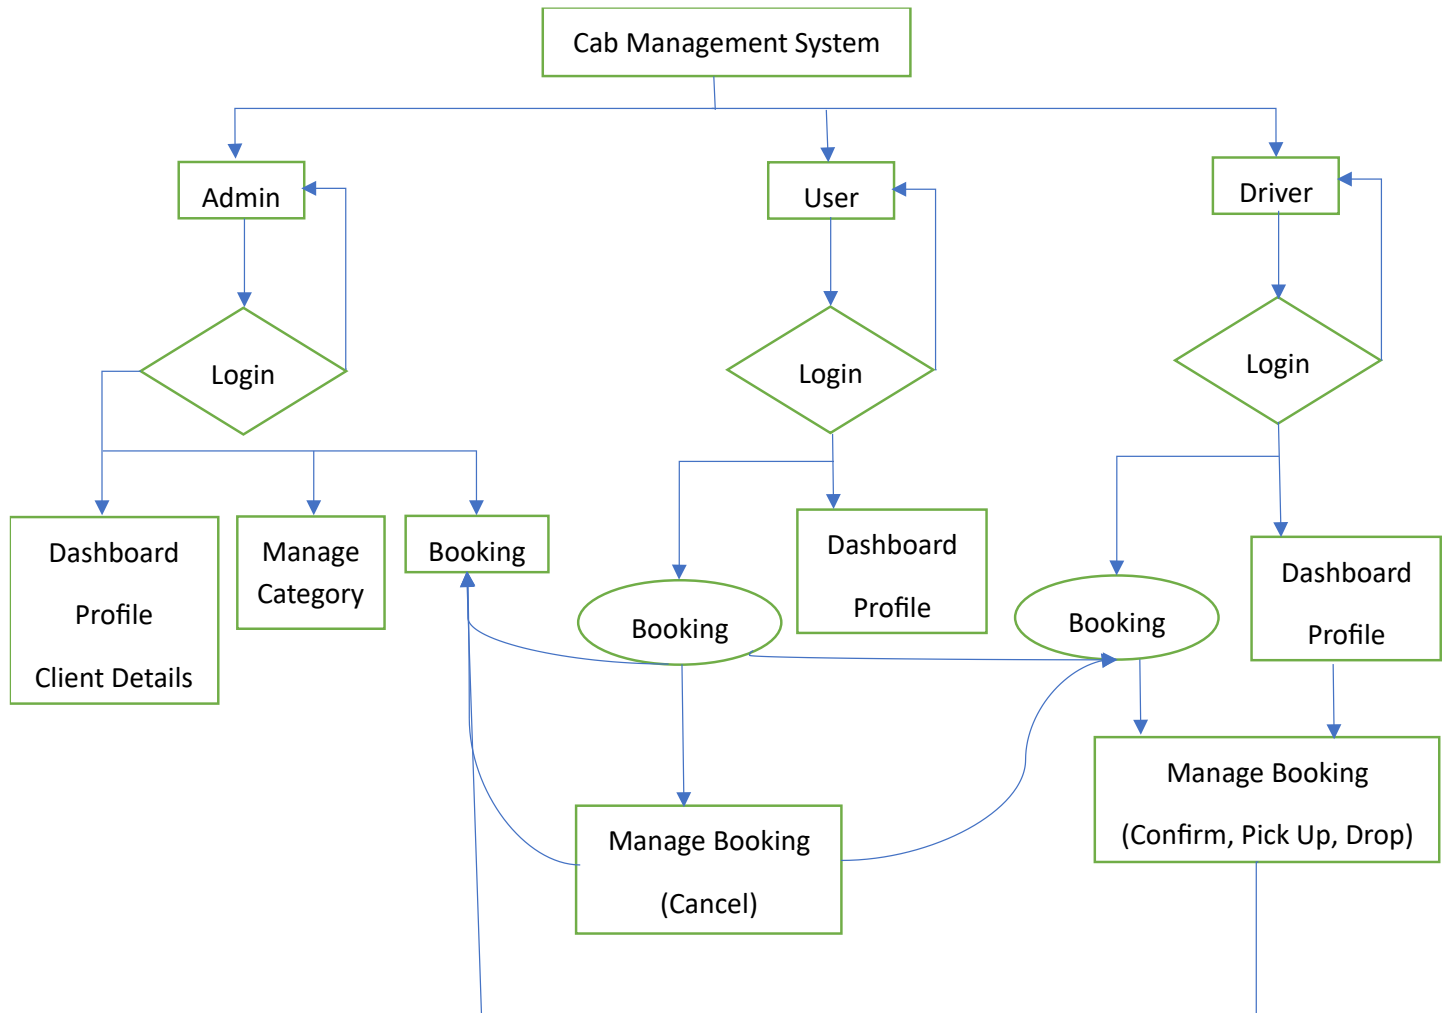 Cab Management System
Admin
User
Driver
Login
Login
Login
Dashboard
Profile
Client Details
Manage
Category
Booking
Booking
Dashboard
Profile
Booking
Dashboard
Profile
Manage Booking
(Cancel)
Manage Booking
(Confirm, Pick Up, Drop)